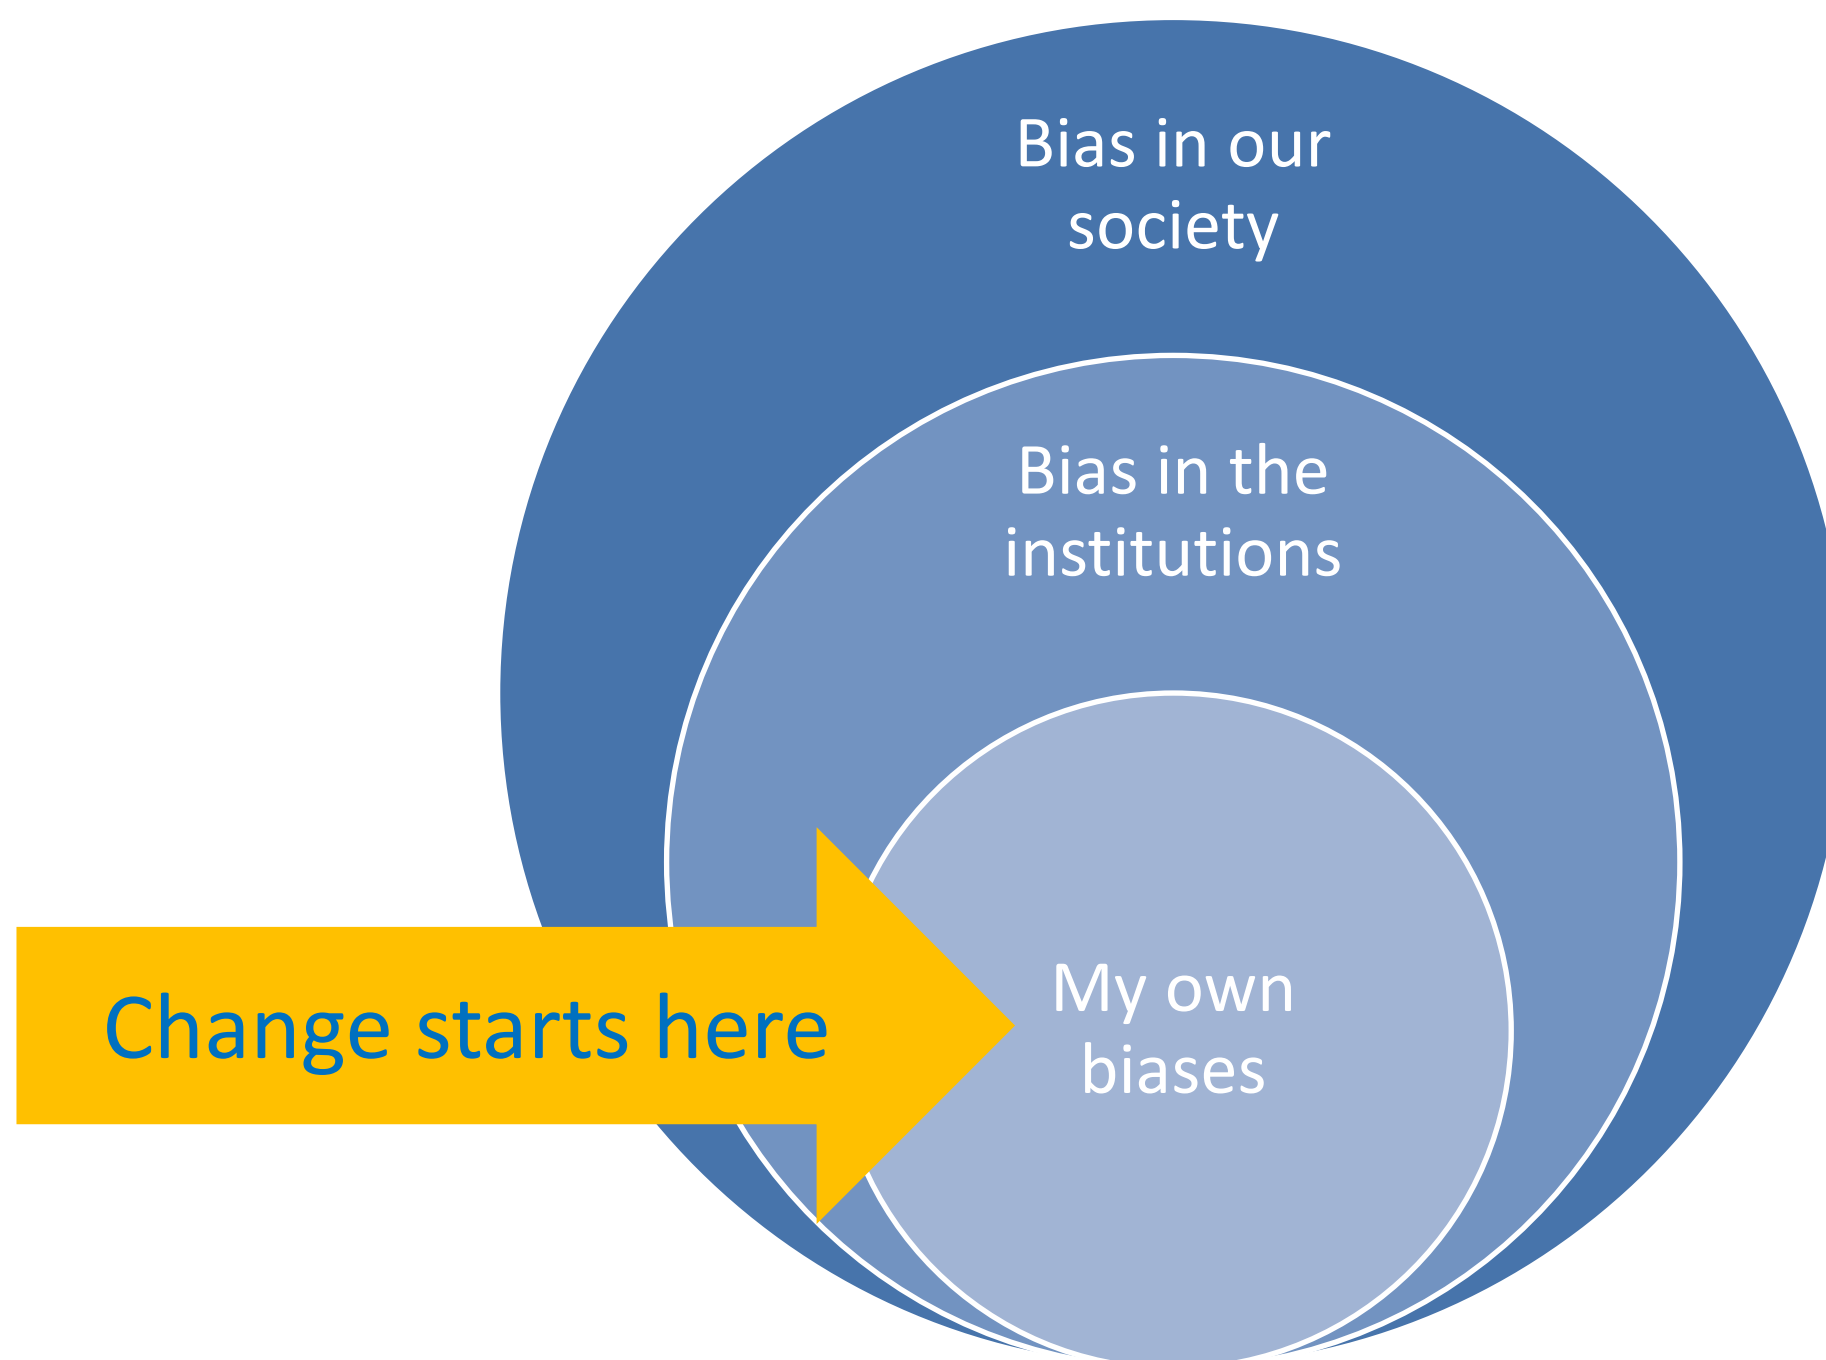 Bias in our
society
Bias in the
institutions
Change starts here
My own
biases